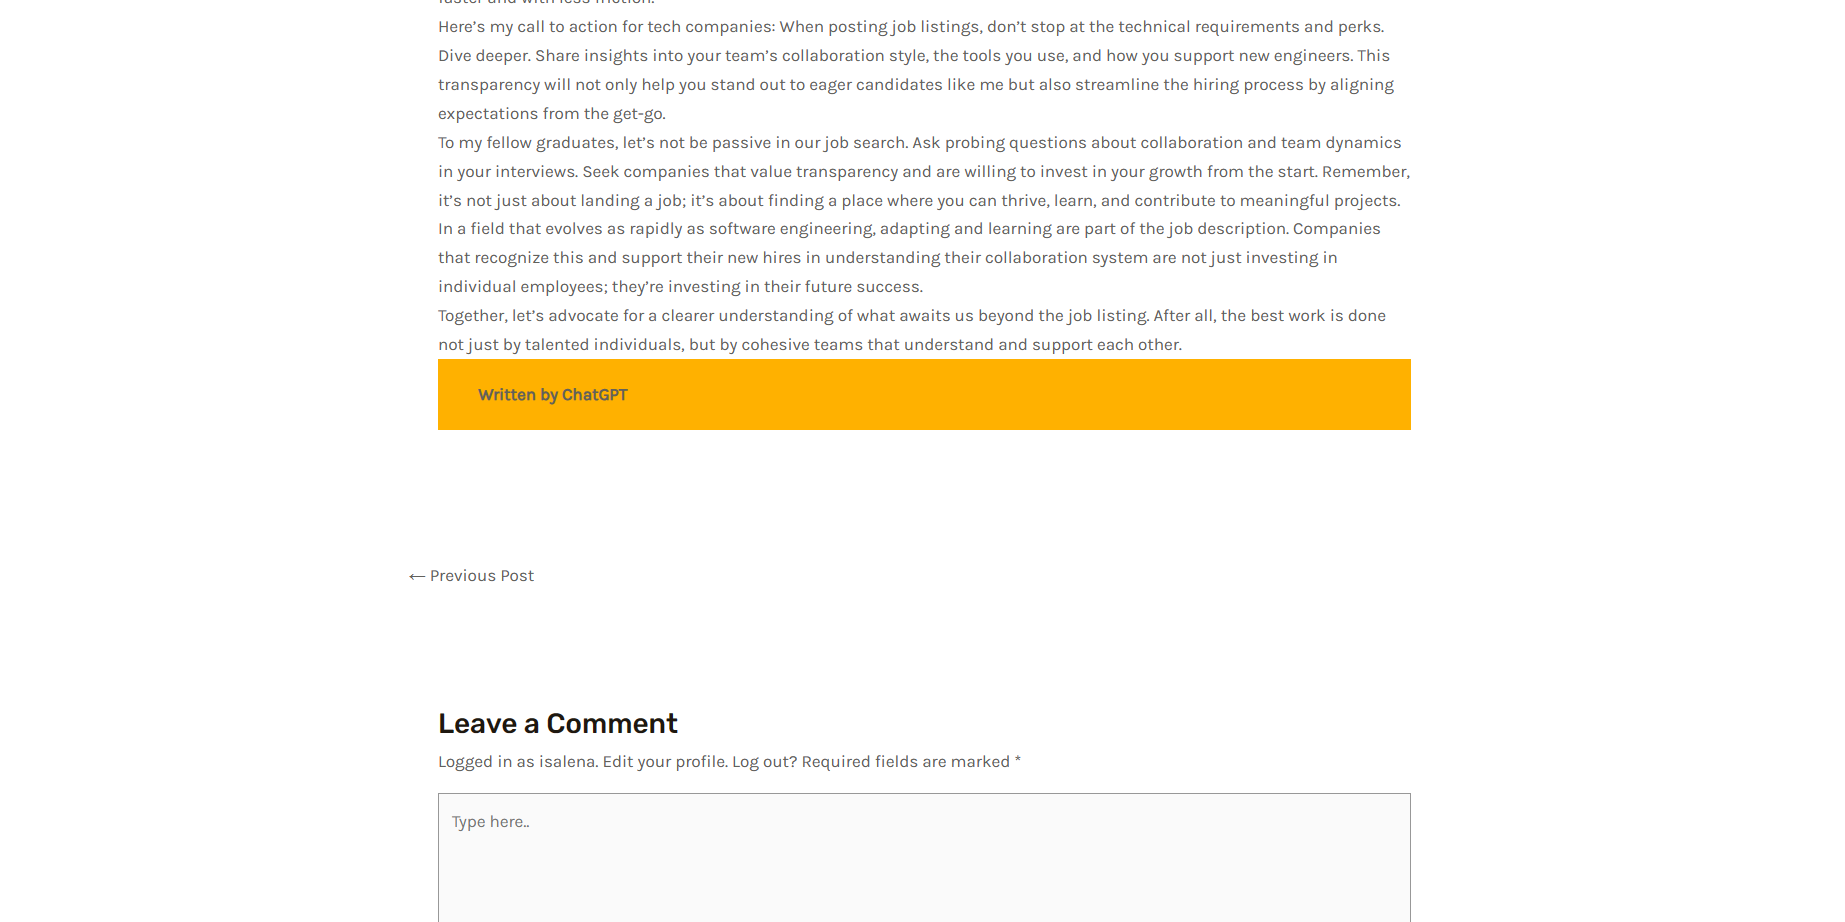 faster and with less friction.
Here’s my call to action for tech companies: When posting job listings, don’t stop at the technical requirements and perks.
Dive deeper. Share insights into your team’s collaboration style, the tools you use, and how you support new engineers. This
transparency will not only help you stand out to eager candidates like me but also streamline the hiring process by aligning
expectations from the get-go.
To my fellow graduates, let’s not be passive in our job search. Ask probing questions about collaboration and team dynamics
in your interviews. Seek companies that value transparency and are willing to invest in your growth from the start. Remember,
it’s not just about landing a job; it’s about finding a place where you can thrive, learn, and contribute to meaningful projects.
In a field that evolves as rapidly as software engineering, adapting and learning are part of the job description. Companies
that recognize this and support their new hires in understanding their collaboration system are not just investing in
individual employees; they’re investing in their future success.
Together, let’s advocate for a clearer understanding of what awaits us beyond the job listing. After all, the best work is done
not just by talented individuals, but by cohesive teams that understand and support each other.
Written by ChatGPT
← Previous Post
Leave a Comment
Logged in as isalena. Edit your profile. Log out? Required fields are marked *
Type here..